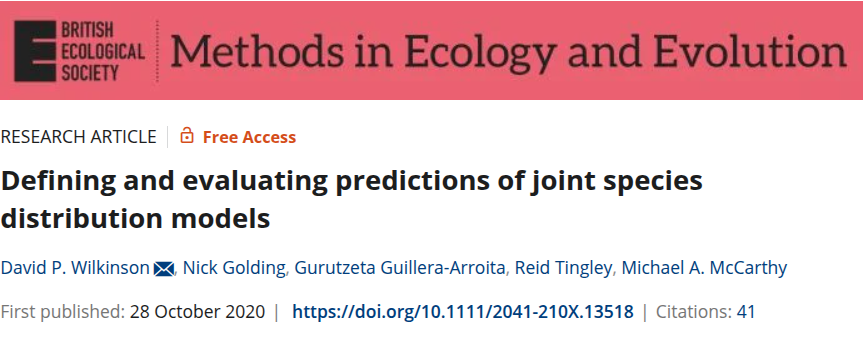 BRITISH
ECOLOGICAL
SOCIETY
Methods in Ecology and Evolution
RESEARCH ARTICLE Free Access
Defining and evaluating predictions of joint species
distribution models
David P. Wilkinson, Nick Golding, Gurutzeta Guillera-Arroita, Reid Tingley, Michael A. McCarthy
First published: 28 October 2020 | https://doi.org/10.1111/2041-210X.13518 | Citations: 41